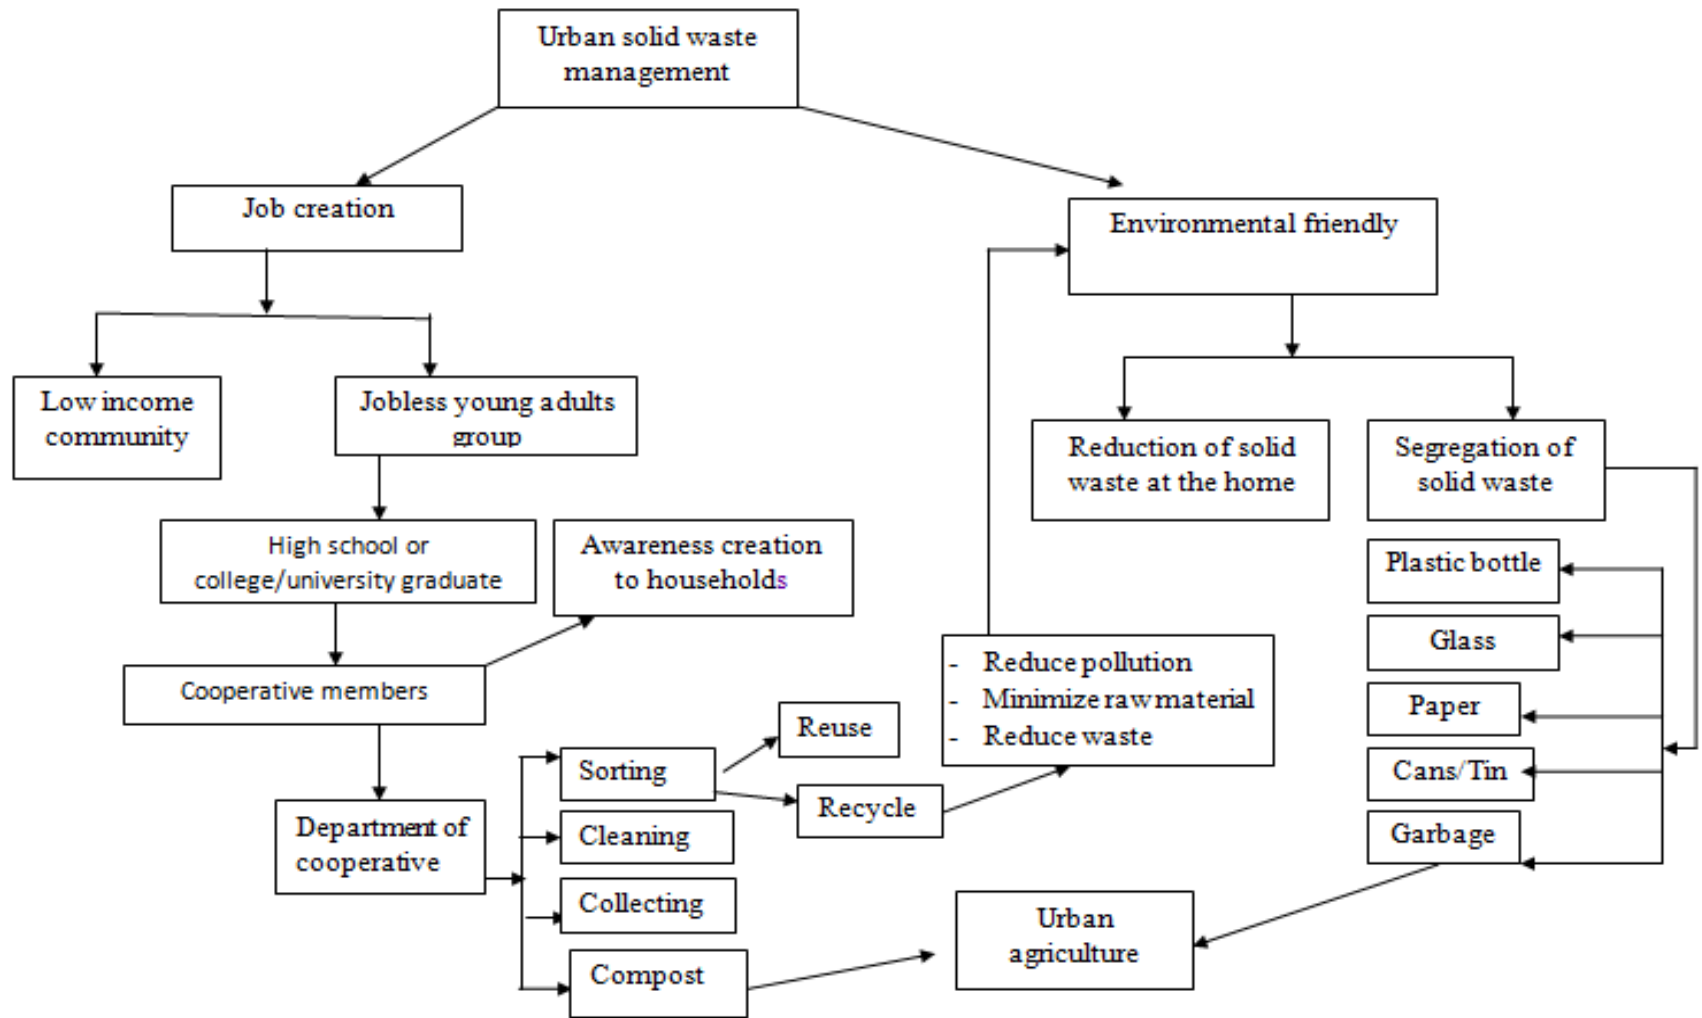 Urban solid waste
management
Job creation
Environmental friendly
Low income
community
Jobless young adults
group
Reduction of solid
waste at the home
Segregation of
solid waste
High school or
college/university graduate
Awareness creation
to households
Plastic bottle
Glass
Cooperative members
- Reduce pollution
- Minimize raw material
- Reduce waste
Paper
Reuse
Sorting
Recycle
Cans/Tin
Department of
cooperative
Cleaning
Garbage
Collecting
Urban
agriculture
Compost